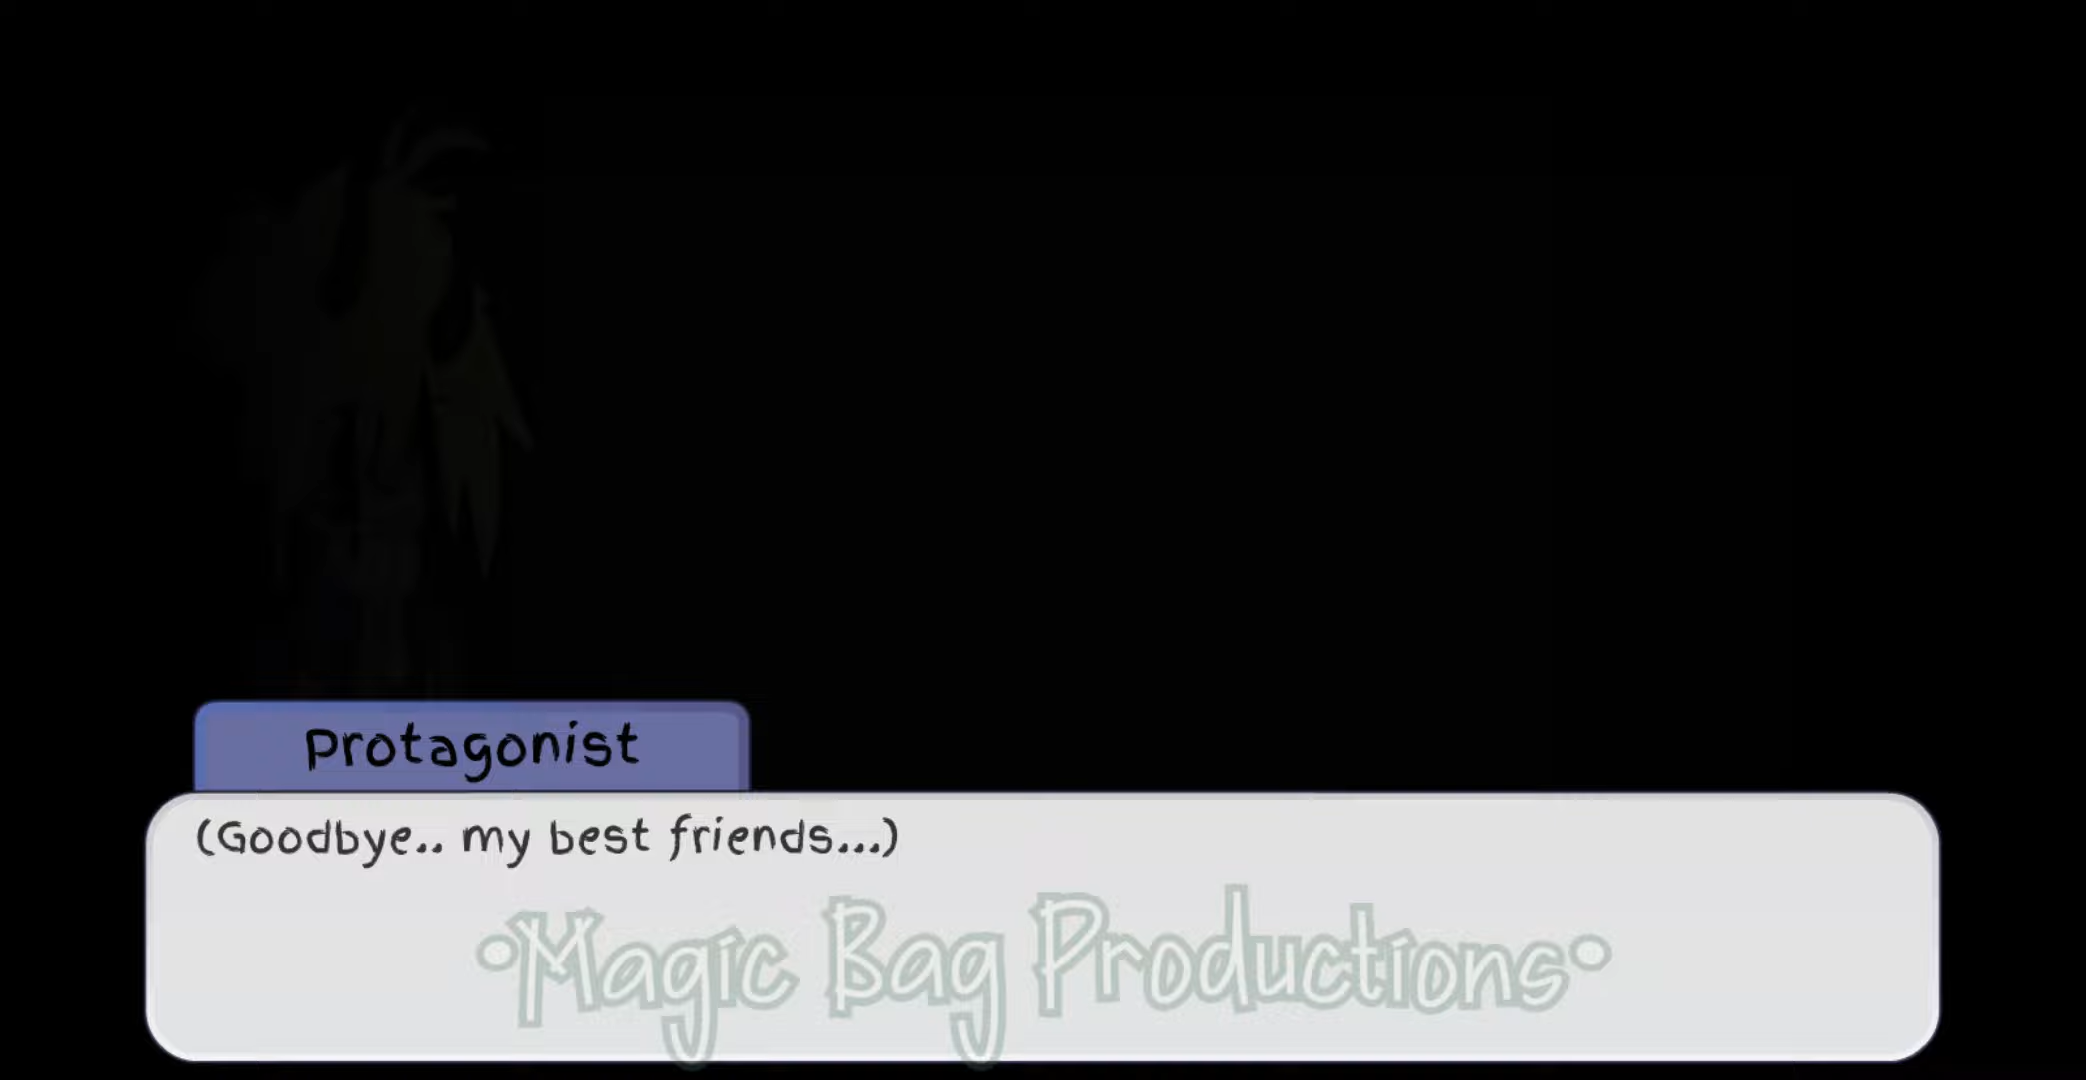 Protagonist
(Goodbye.. my best friends...)
•Magic Bag Productions•